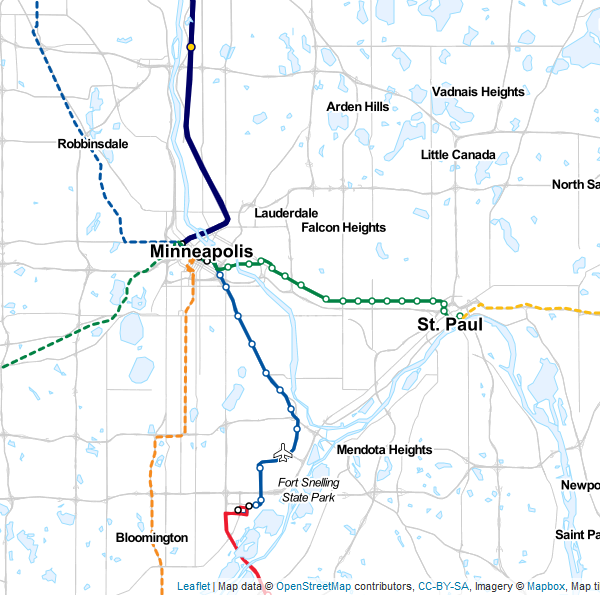 Vadnais Heights
Arden Hills
Robbinsdale
Little Canada
North Sa
Lauderdale
Falcon Heights
Minneapolis
St. Paul
Mendota Heights
Fort Snelling
State Park
Newpo
Bloomington
Saint Pa
Leaflet | Map data © OpenStreetMap contributors, CC-BY-SA, Imagery © Mapbox, Map til